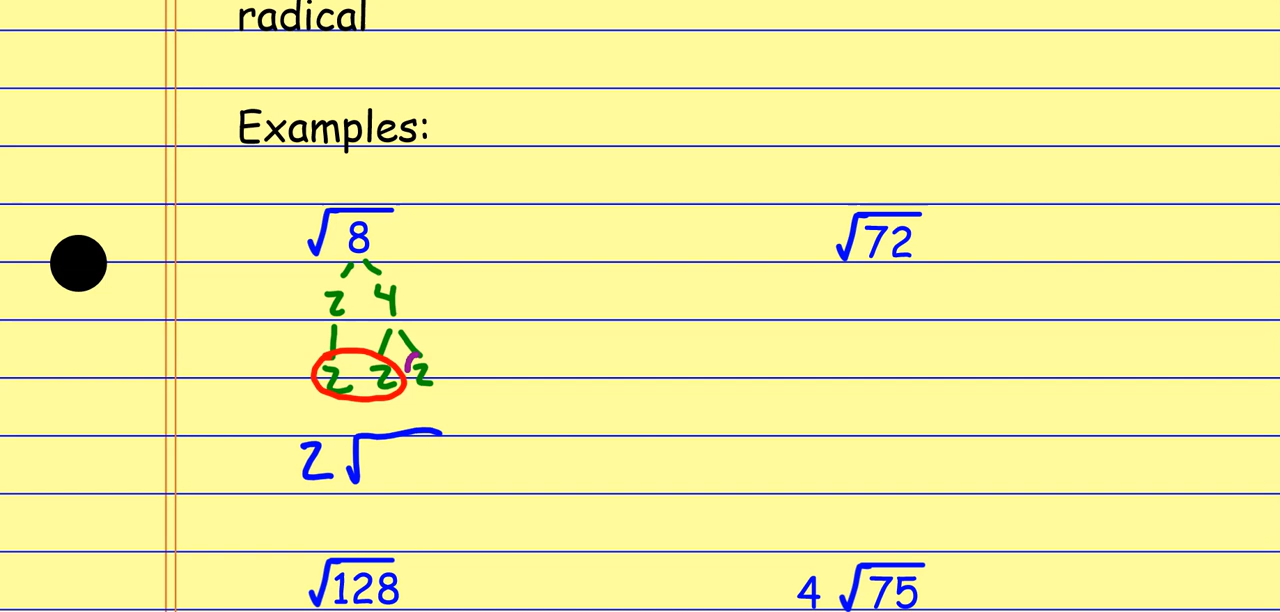 radical
Examples:
√8 √72
2 4
2 2 2
2√
√128 4√75